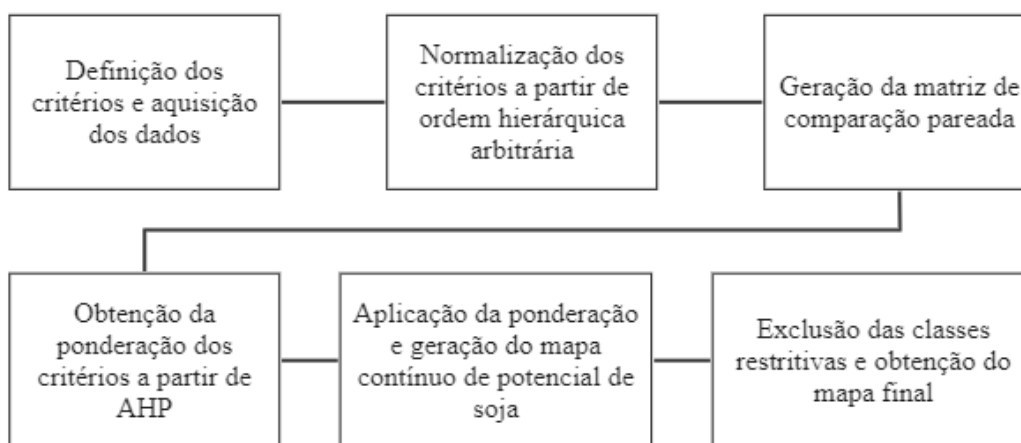 Definição dos
critérios e aquisição
dos dados
Normalização dos
critérios a partir de
ordem hierárquica
arbitrária
Geração da matriz de
comparação pareada
Obtenção da
ponderação dos
critérios a partir de
AHP
Aplicação da ponderação
e geração do mapa
contínuo de potencial de
soja
Exclusão das classes
restritivas e obtenção do
mapa final